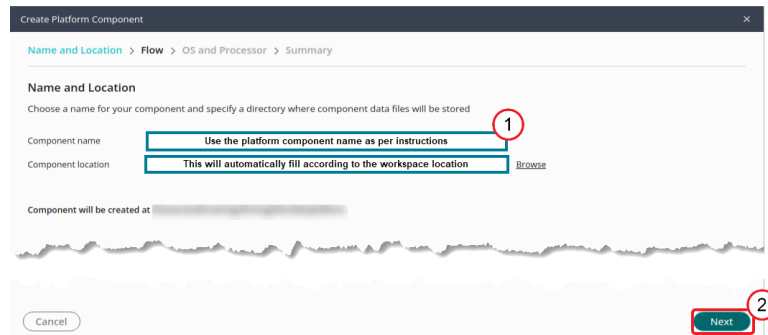 Create Platform Component ×
Name and Location > Flow > OS and Processor > Summary
Name and Location
Choose a name for your component and specify a directory where component data files will be stored
1
Component name Use the platform component name as per instructions
Component location This will automatically fill according to the workspace location Browse
Component will be created at
2
Cancel Next